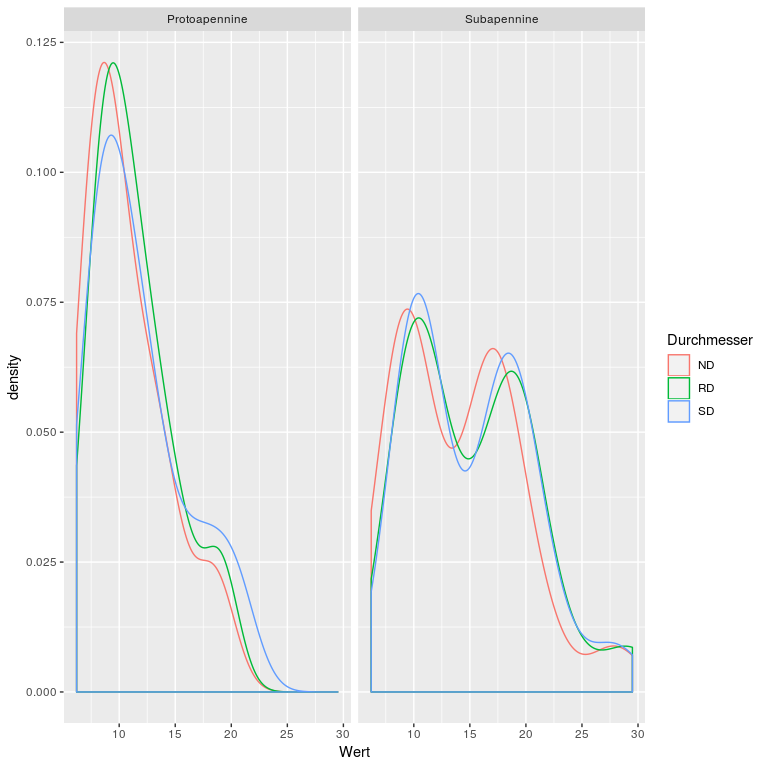 Protoapennine Subapennine
0.125
0.100
0.075
0.050
0.025
0.000
density
10 15 20 25 30 10 15 20 25 30
Wert
Durchmesser
ND
RD
SD